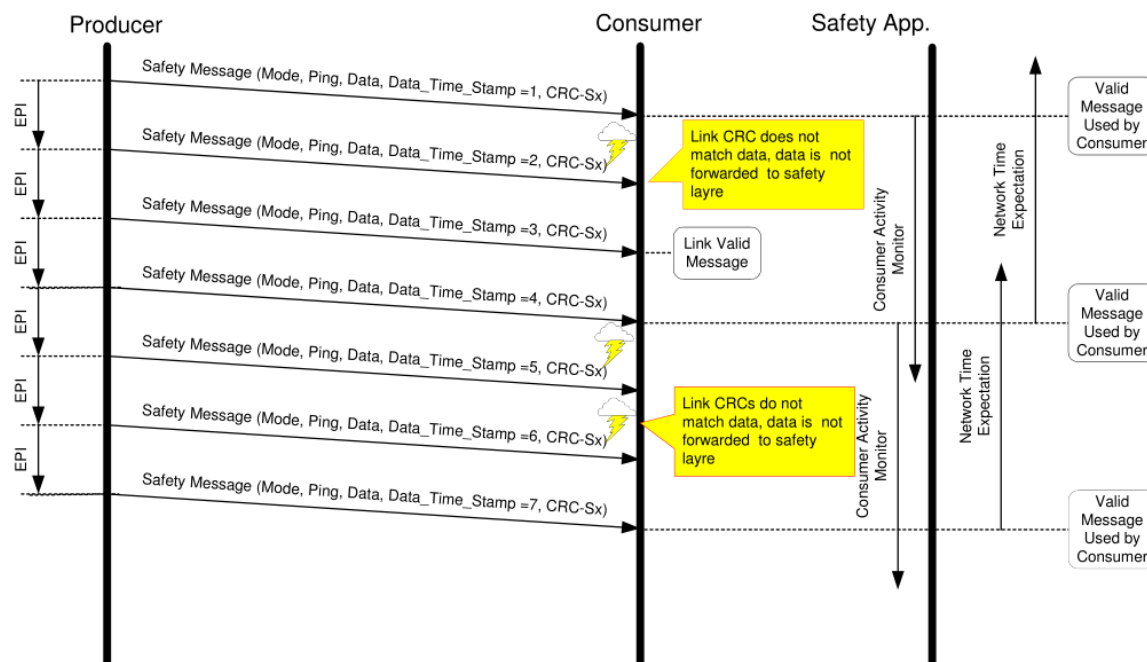 Producer
Consumer
Safety App.
Safety Message (Mode, Ping, Data, Data_Time_Stamp =1, CRC-Sx)
EPI
Valid
Message
Used by
Consumer
Link CRC does not
match data, data is not
forwarded to safety
layre
Safety Message (Mode, Ping, Data, Data_Time_Stamp =2, CRC-Sx)
EPI
Network Time
Expectation
Safety Message (Mode, Ping, Data, Data_Time_Stamp =3, CRC-Sx)
EPI
Link Valid
Message
Consumer Activity
Monitor
Safety Message (Mode, Ping, Data, Data_Time_Stamp =4, CRC-Sx)
EPI
Valid
Message
Used by
Consumer
Safety Message (Mode, Ping, Data, Data_Time_Stamp =5, CRC-Sx)
EPI
Network Time
Expectation
Link CRCs do not
match data, data is not
forwarded to safety
layre
Consumer Activity
Monitor
Safety Message (Mode, Ping, Data, Data_Time_Stamp =6, CRC-Sx)
EPI
Safety Message (Mode, Ping, Data, Data_Time_Stamp =7, CRC-Sx)
Valid
Message
Used by
Consumer